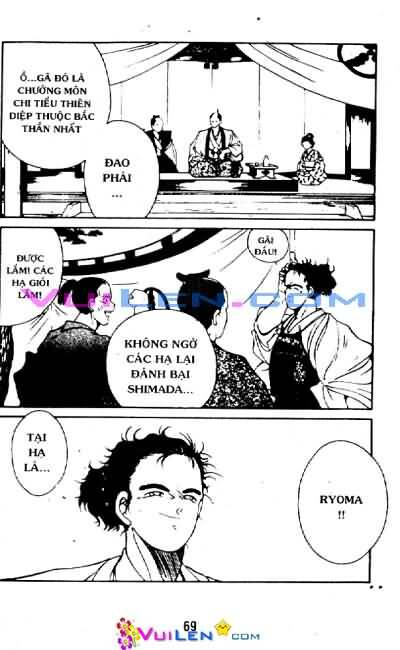 Ồ...GÃ ĐÓ LÀ
CHƯỞNG MÔN
CHI TIỂU THIÊN
DIỆP THUỘC BẮC
THẦN NHẤT
ĐAO
PHÁI
...
ĐƯỢC
LẮM! CÁC
HẠ GIỎI
LẮM!
GÃI
ĐẦU!
VUILEN.COM
KHÔNG NGỜ
CÁC HẠ LẠI
ĐÁNH BẠI
SHIMADA...
TẠI
HẠ
LÀ...
RYOMA
!!
69
VUILEN.COM